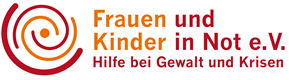 Frauen und
Kinder in Not e.V.
Hilfe bei Gewalt und Krisen